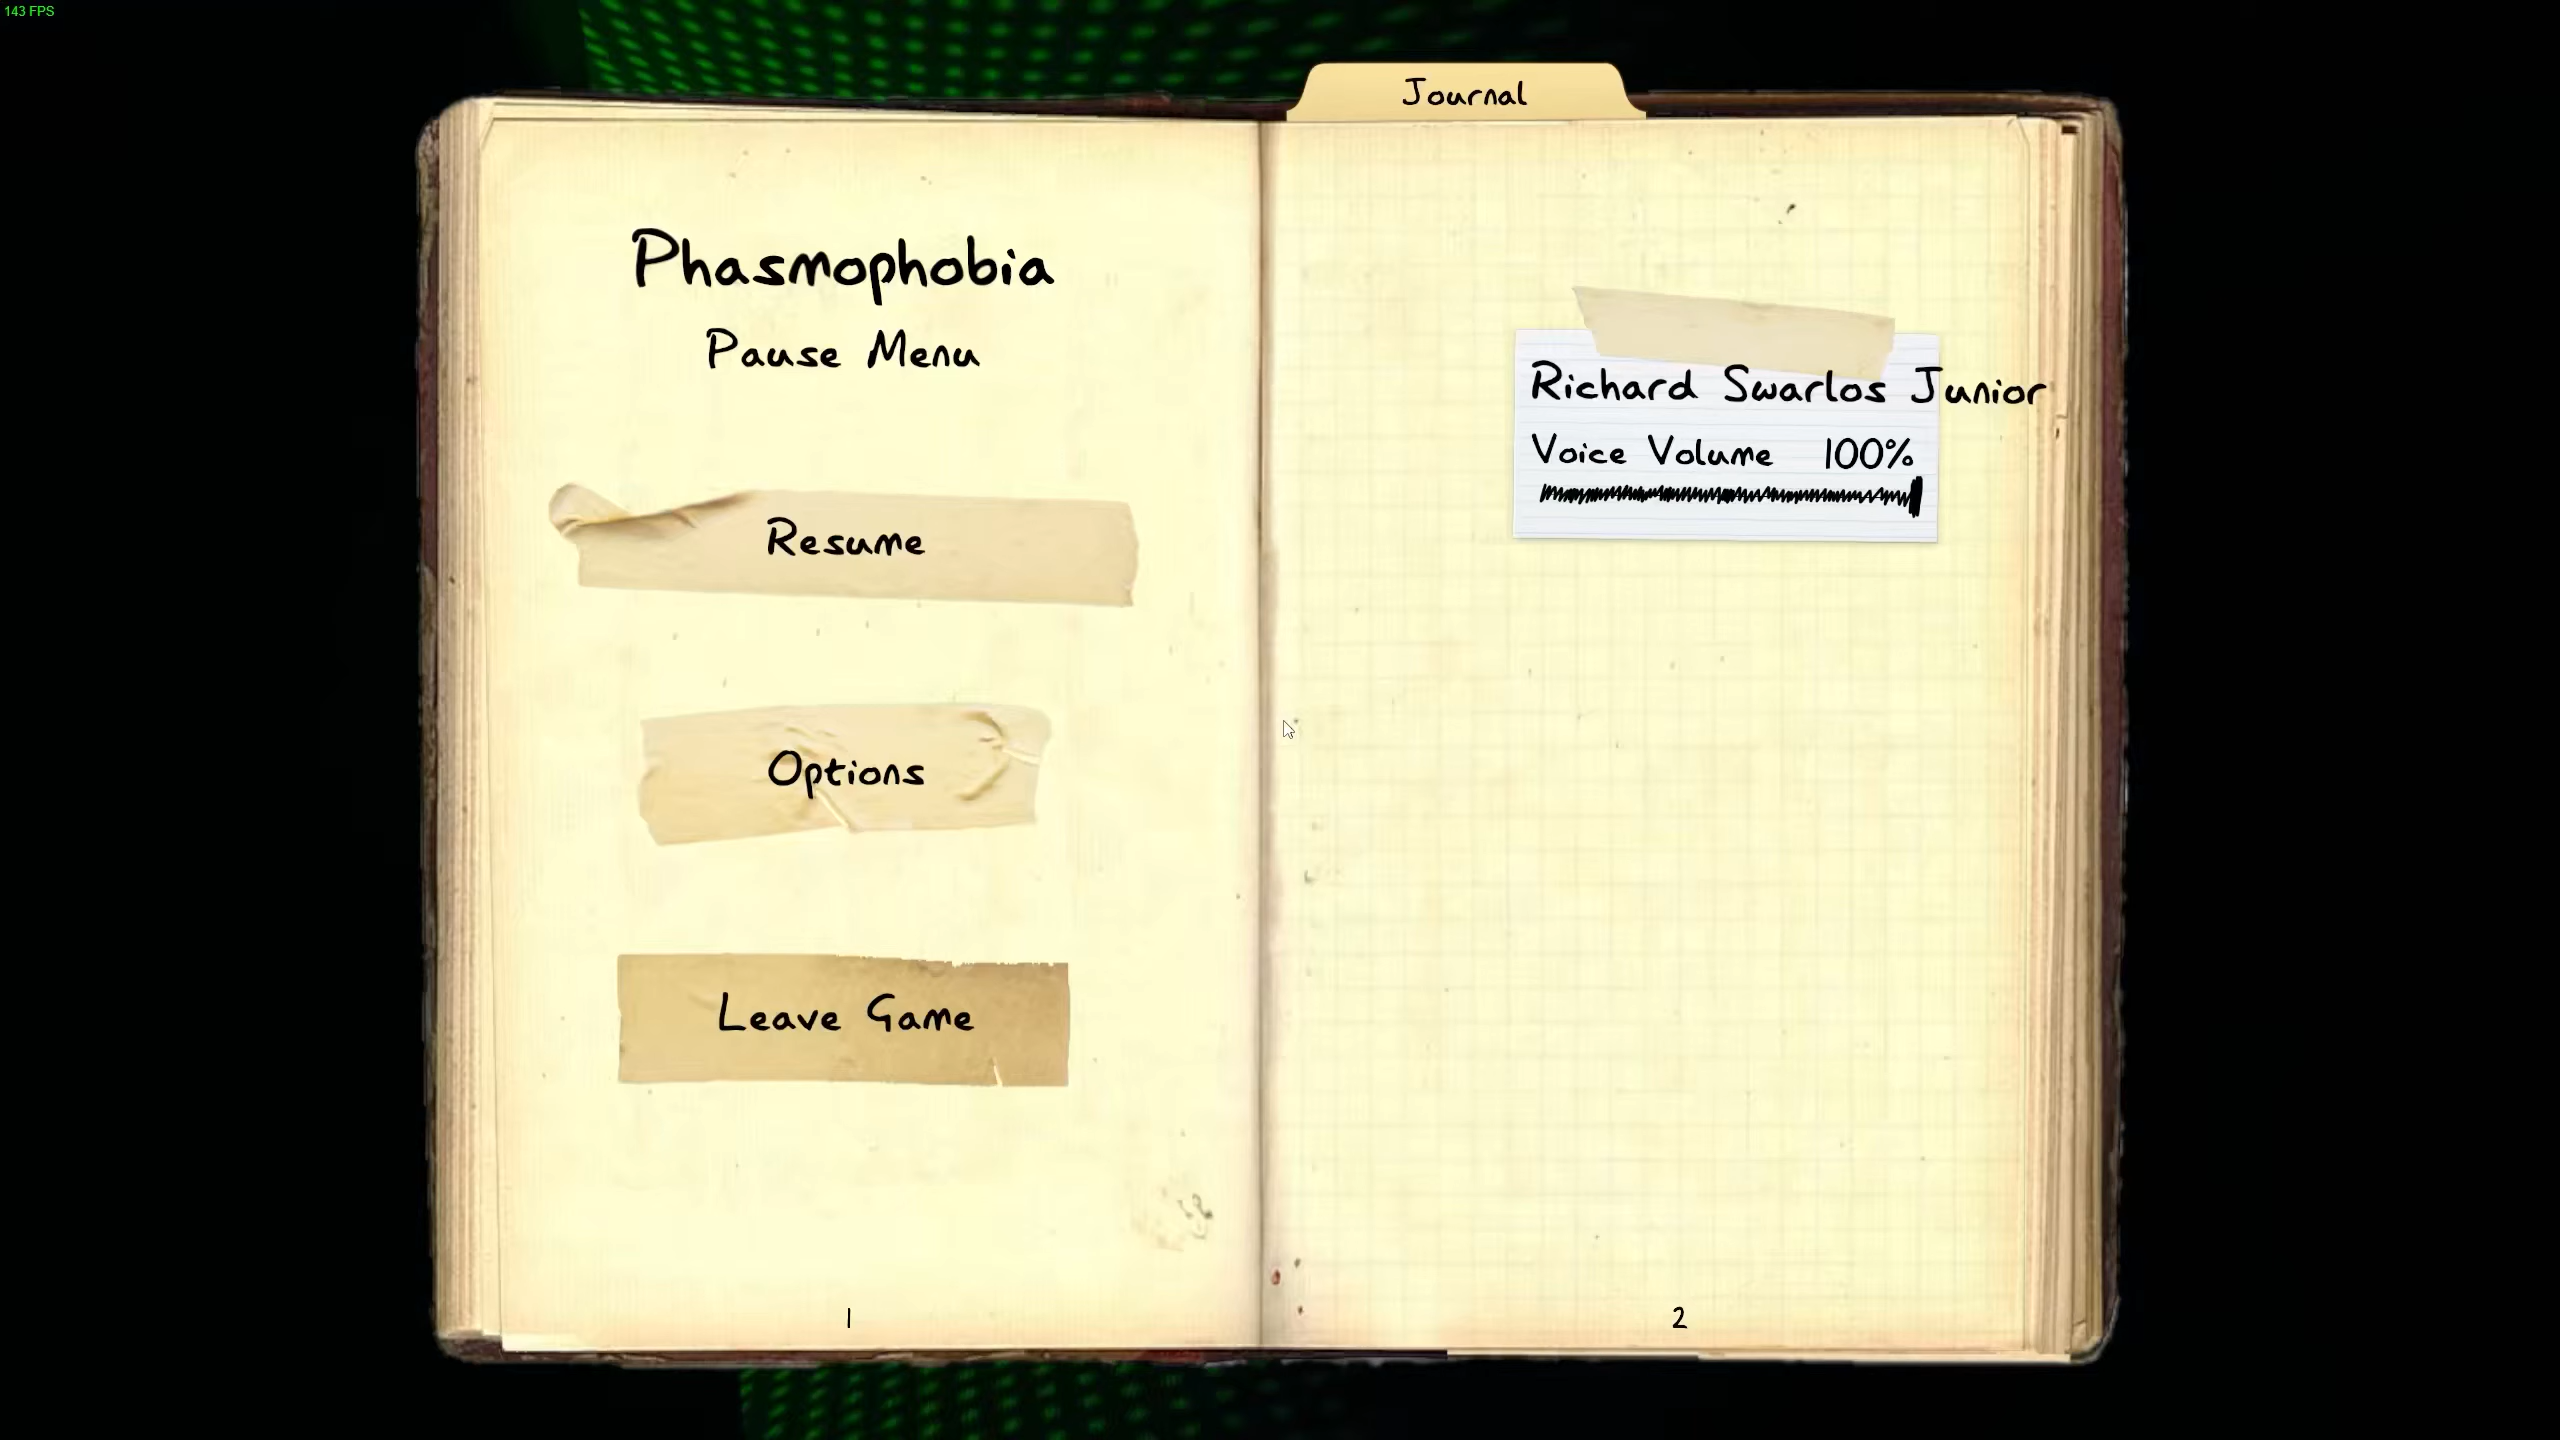 143 FPS
Journal
Phasmophobia
Pause Menu
Resume
Options
Leave Game
1
Richard Swarlos Junior
Voice Volume 100%
2